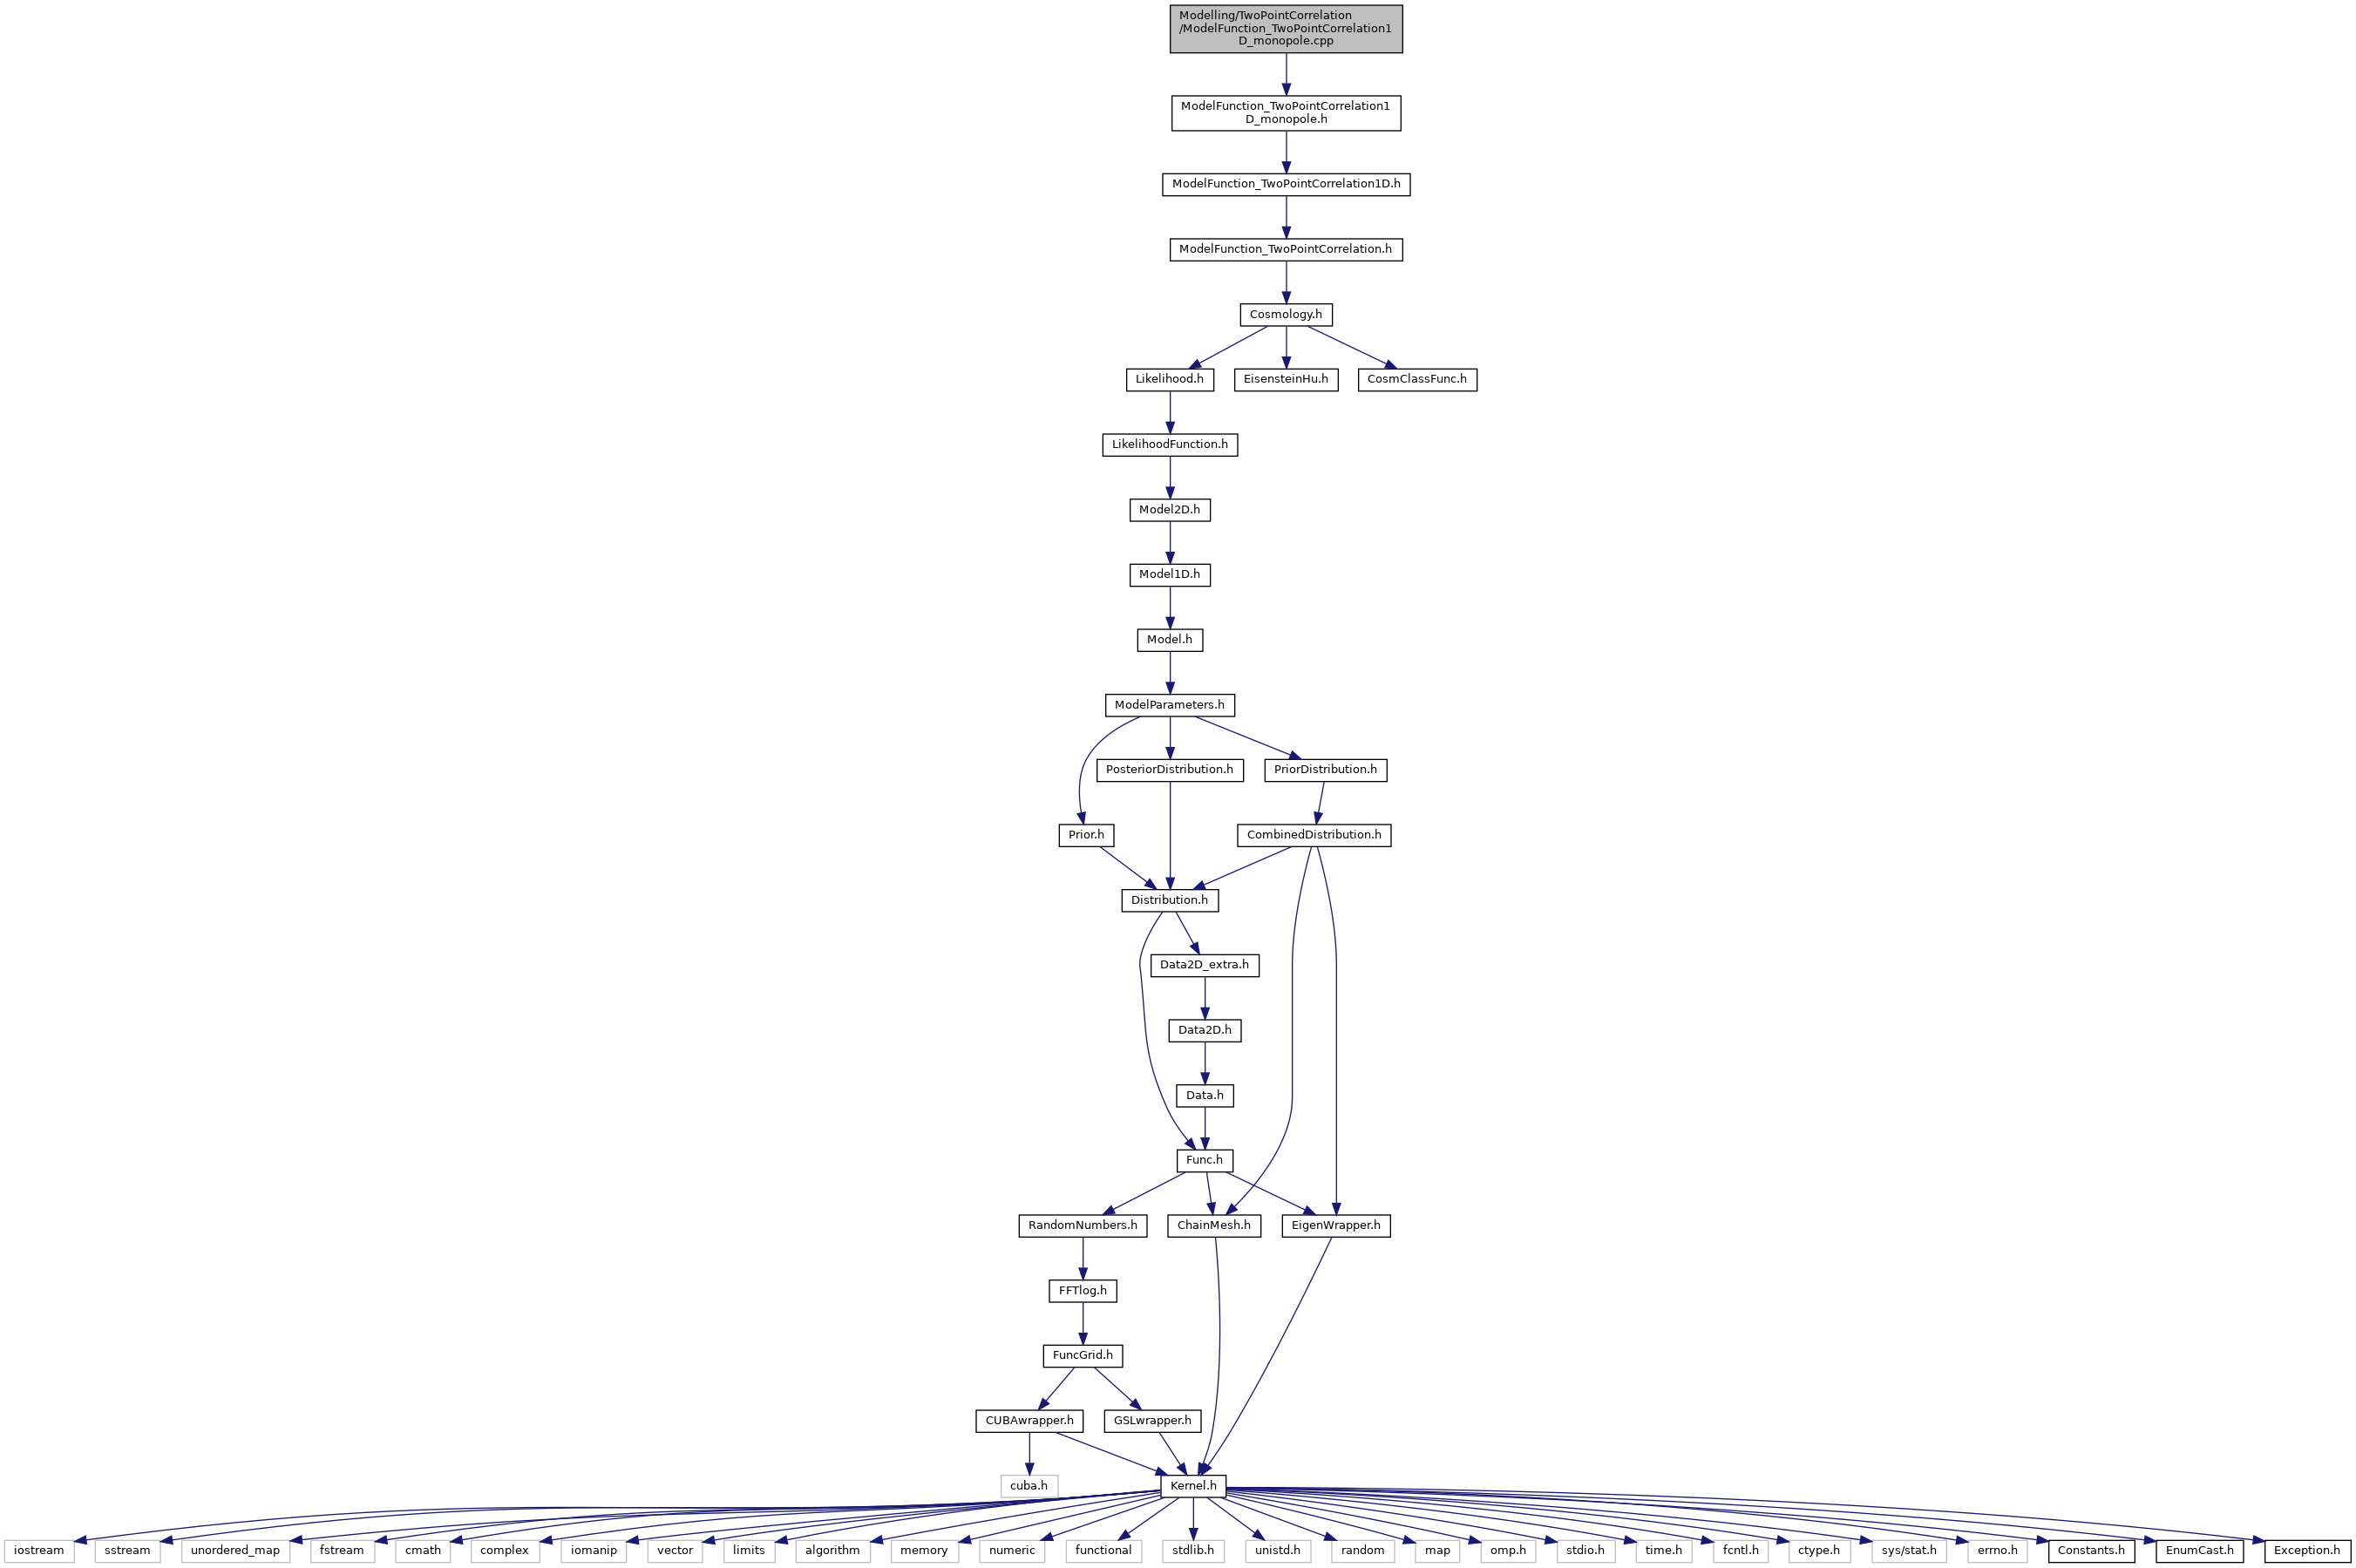 Modelling/TwoPointCorrelation
/ModelFunction_TwoPointCorrelation1
D_monopole.cpp
ModelFunction_TwoPointCorrelation1
D_monopole.h
ModelFunction_TwoPointCorrelation1D.h
ModelFunction_TwoPointCorrelation.h
Cosmology.h
Likelihood.h
EisensteinHu.h
CosmClassFunc.h
LikelihoodFunction.h
Model2D.h
Model1D.h
Model.h
ModelParameters.h
PosteriorDistribution.h
PriorDistribution.h
Prior.h
CombinedDistribution.h
Distribution.h
Data2D_extra.h
Data2D.h
Data.h
Func.h
RandomNumbers.h
ChainMesh.h
EigenWrapper.h
FFTlog.h
FuncGrid.h
CUBAwrapper.h
GSLwrapper.h
cuba.h
Kernel.h
iostream
sstream
unordered_map
fstream
cmath
complex
iomanip
vector
limits
algorithm
memory
numeric
functional
stdlib.h
unistd.h
random
map
omp.h
stdio.h
time.h
fcntl.h
ctype.h
sys/stat.h
errno.h
Constants.h
EnumCast.h
Exception.h